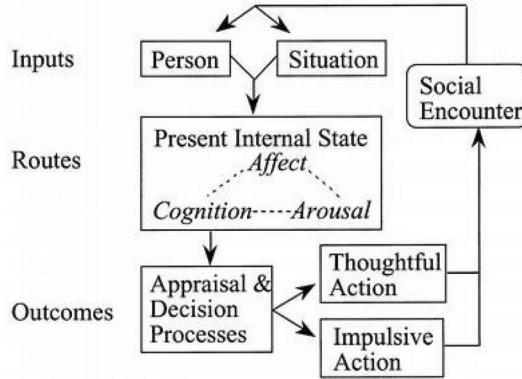 Inputs
Person
Situation
Social
Encounter
Routes
Present Internal State
Affect
Cognition
Arousal
Outcomes
Appraisal &
Decision
Processes
Thoughtful
Action
Impulsive
Action